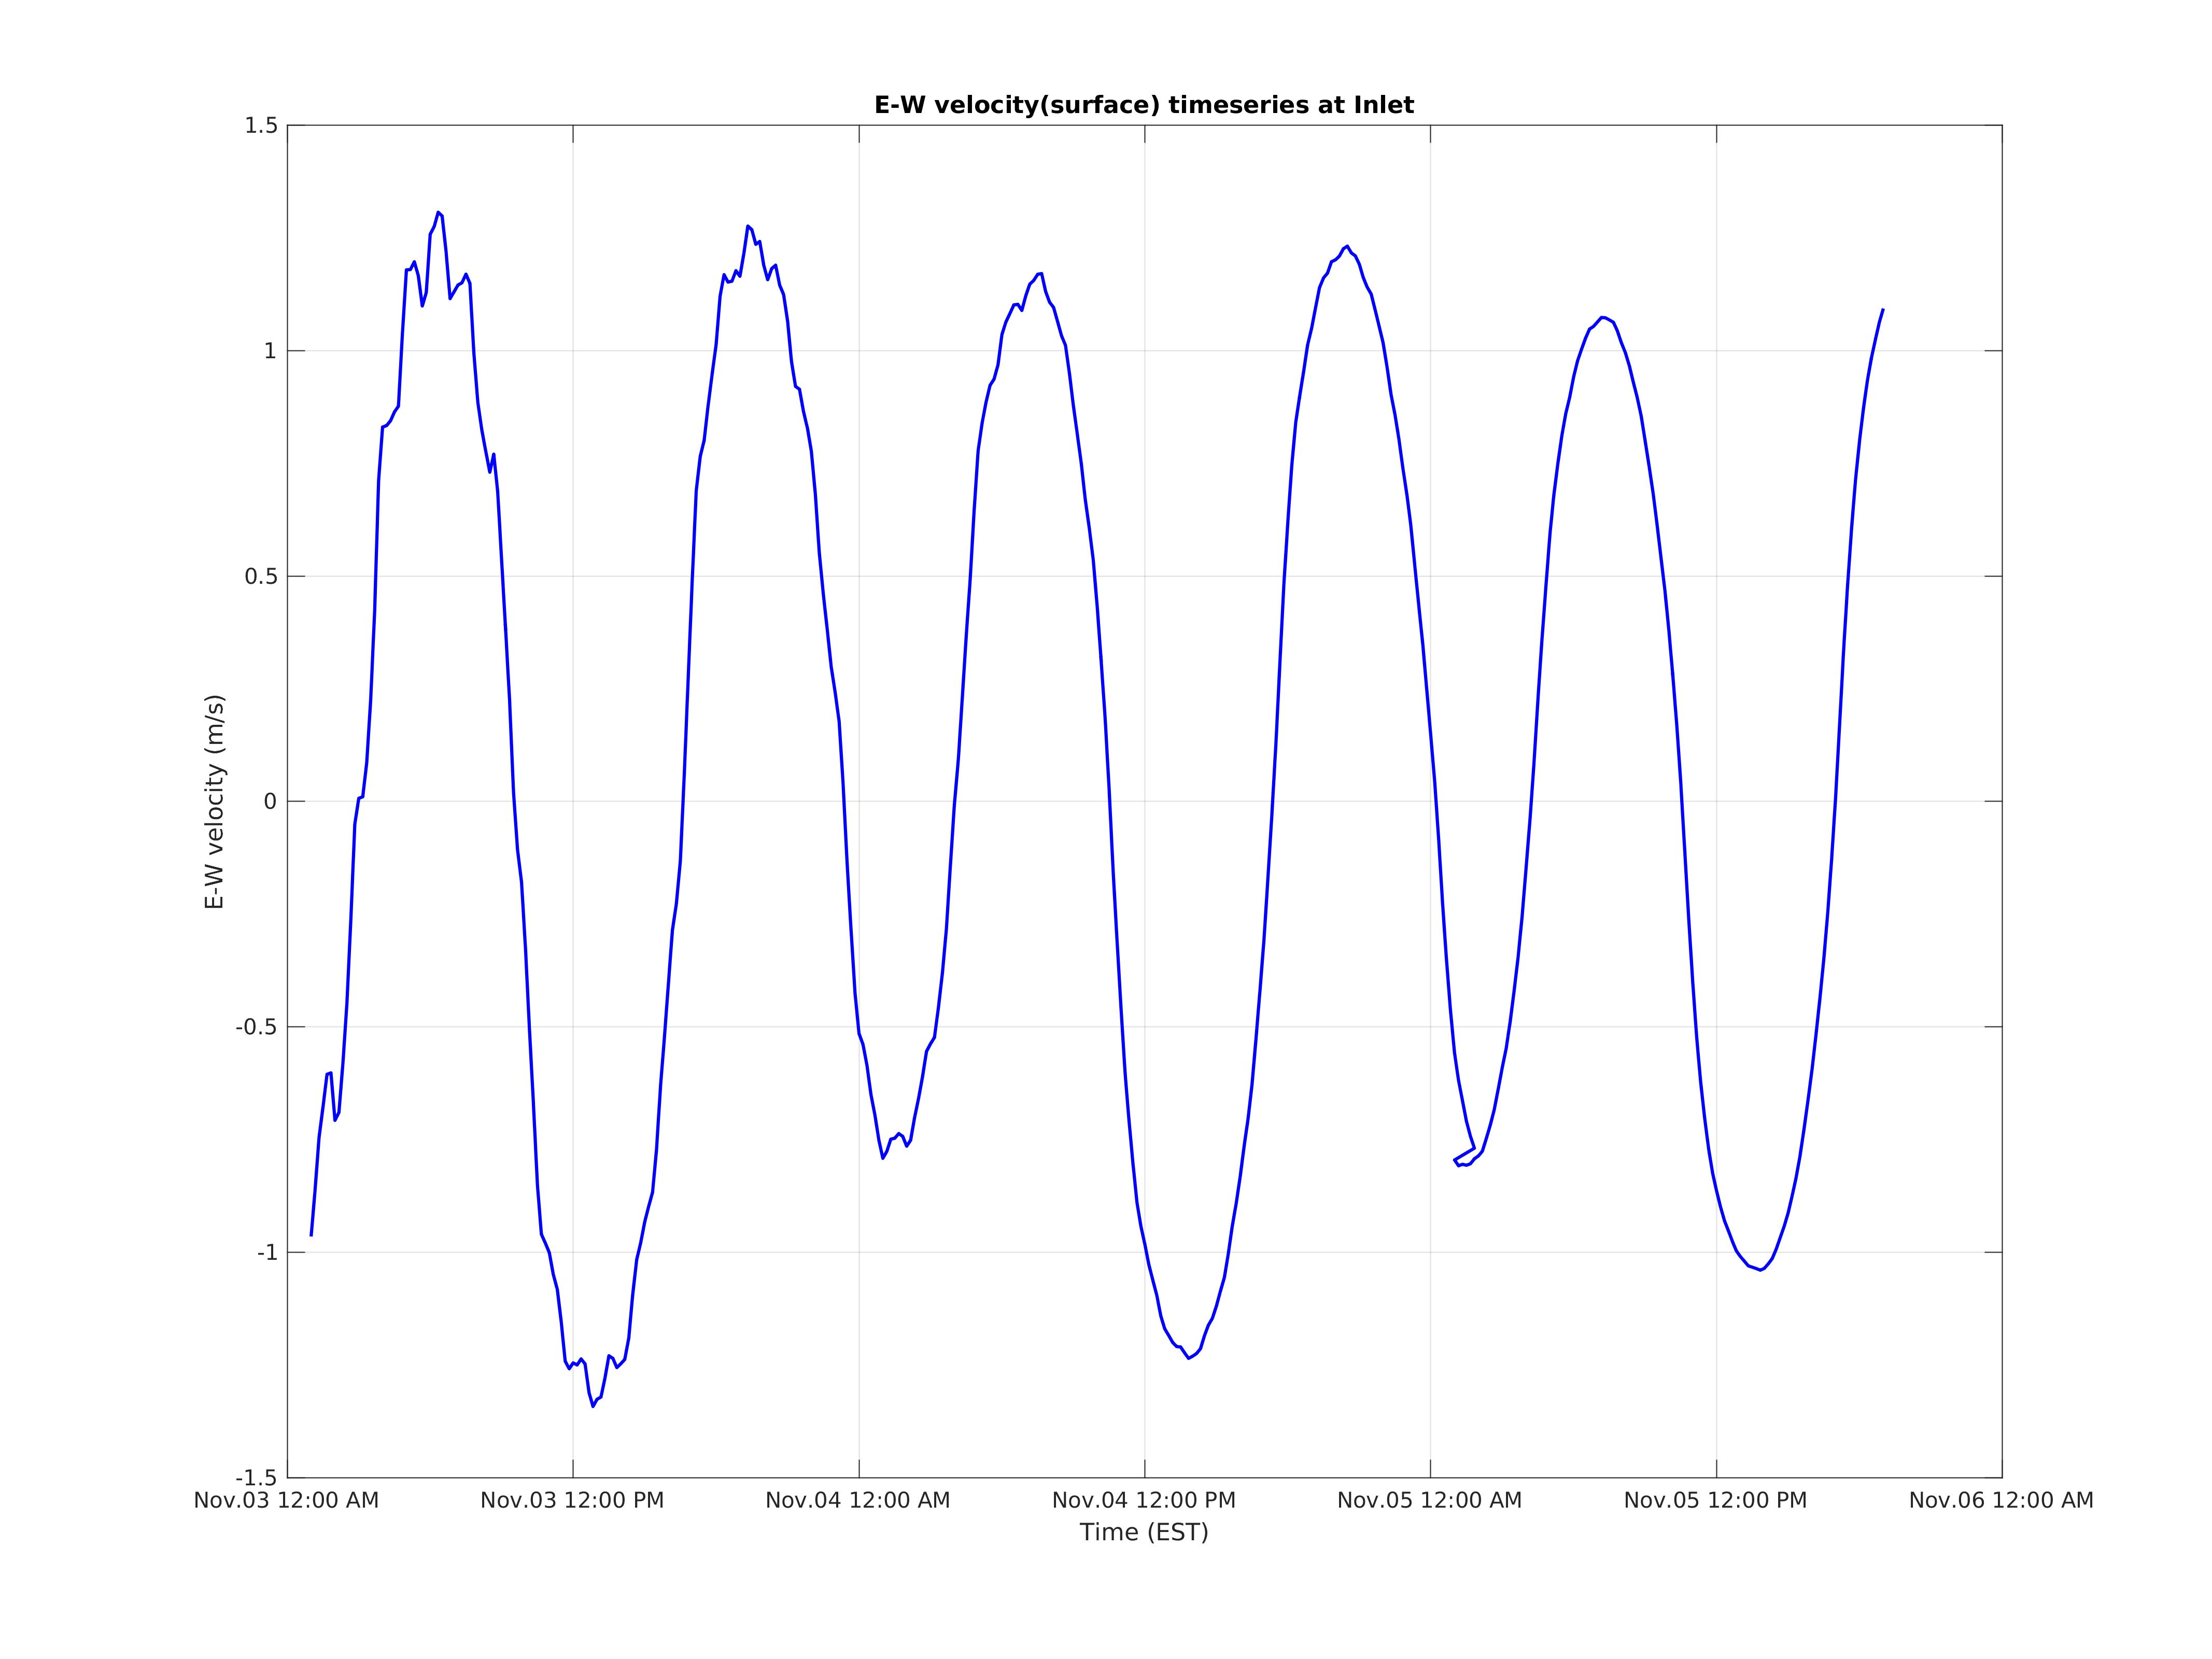 E-W velocity(surface) timeseries at Inlet
1.5
1
0.5
0
-0.5
-1
-1.5
E-W velocity (m/s)
Nov.03 12:00 AM Nov.03 12:00 PM Nov.04 12:00 AM Nov.04 12:00 PM Nov.05 12:00 AM Nov.05 12:00 PM Nov.06 12:00 AM
Time (EST)